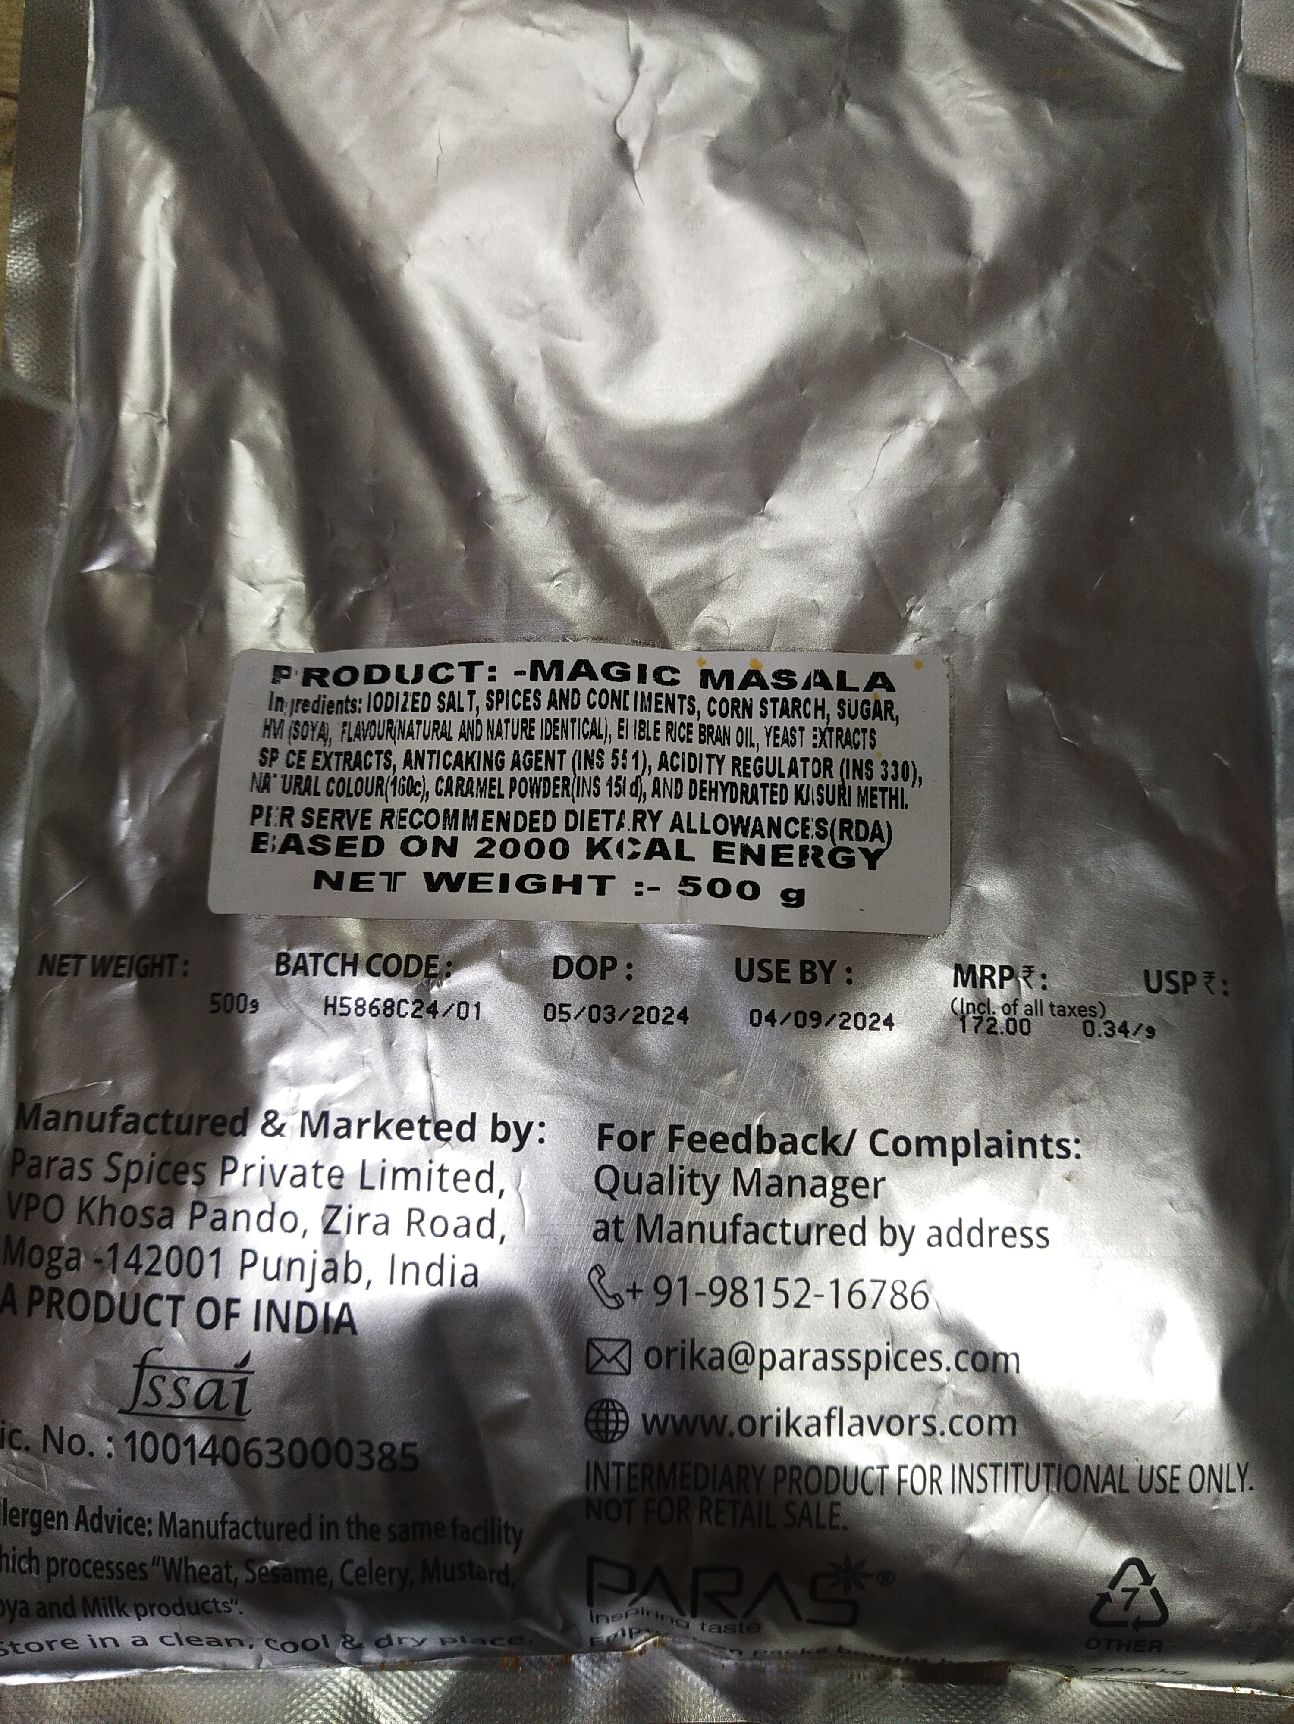 PRODUCT: -MAGIC MASALA
Ingredients: IODIZED SALT, SPICES AND CONDIMENTS, CORN STARCH, SUGAR,
(SOYA), FLAVOUR(NATURAL AND NATURE IDENTICAL), EDIBLE RICE BRAN OIL, YEAST EXTRACTS
SPICE EXTRACTS, ANTICAKING AGENT (INS 551), ACIDITY REGULATOR (INS 330),
NATURAL COLOUR(160c), CARAMEL POWDER(INS 150d), AND DEHYDRATED KASURI METHI.
PER SERVE RECOMMENDED DIETARY ALLOWANCES(RDA)
BASED ON 2000 KCAL ENERGY
NET WEIGHT :- 500 g
NET WEIGHT: BATCH CODE: DOP: USE BY: MRP₹: USP₹:
(Incl. of all taxes)
500g H5868C24/01 05/03/2024 04/09/2024 172.00 0.34/g
Manufactured & Marketed by:
Paras Spices Private Limited,
VPO Khosa Pando, Zira Road,
Moga -142001 Punjab, India
A PRODUCT OF INDIA
fssai
ic. No. : 10014063000385
lergen Advice: Manufactured in the same facility
hich processes "Wheat, Sesame, Celery, Mustard,
oya and Milk products".
Store in a clean, cool & dry place.
For Feedback/ Complaints:
Quality Manager
at Manufactured by address
+ 91-98152-16786
orika@parasspices.com
www.orikaflavors.com
INTERMEDIARY PRODUCT FOR INSTITUTIONAL USE ONLY.
NOT FOR RETAIL SALE.
PARAS®
Inspiring taste
7
OTHER